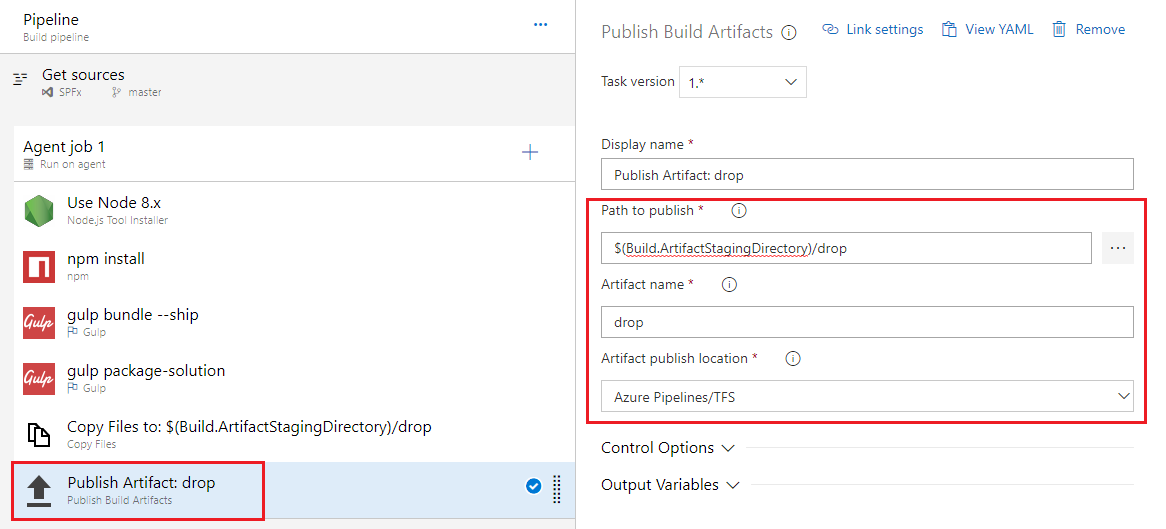 Pipeline
Build pipeline
Get sources
SPFx master
Agent job 1
Run on agent
Use Node 8.x
Node.js Tool Installer
npm install
npm
Gulp
gulp bundle --ship
Gulp
Gulp
gulp package-solution
Gulp
Copy Files to: $(Build.ArtifactStagingDirectory)/drop
Copy Files
Publish Artifact: drop
Publish Build Artifacts
Publish Build Artifacts Link settings View YAML Remove
Task version 1.*
Display name *
Publish Artifact: drop
Path to publish *
$(Build.ArtifactStagingDirectory)/drop
Artifact name *
drop
Artifact publish location *
Azure Pipelines/TFS
Control Options
Output Variables